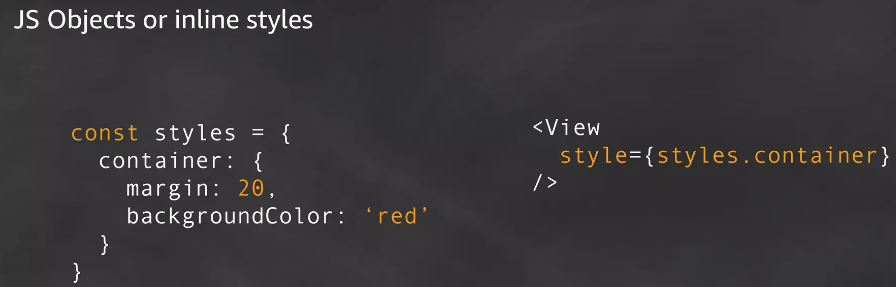 JS Objects or inline styles
const styles = {
container: {
margin: 20,
backgroundColor: ‘red’
}
}
<View
style={styles.container}
/>